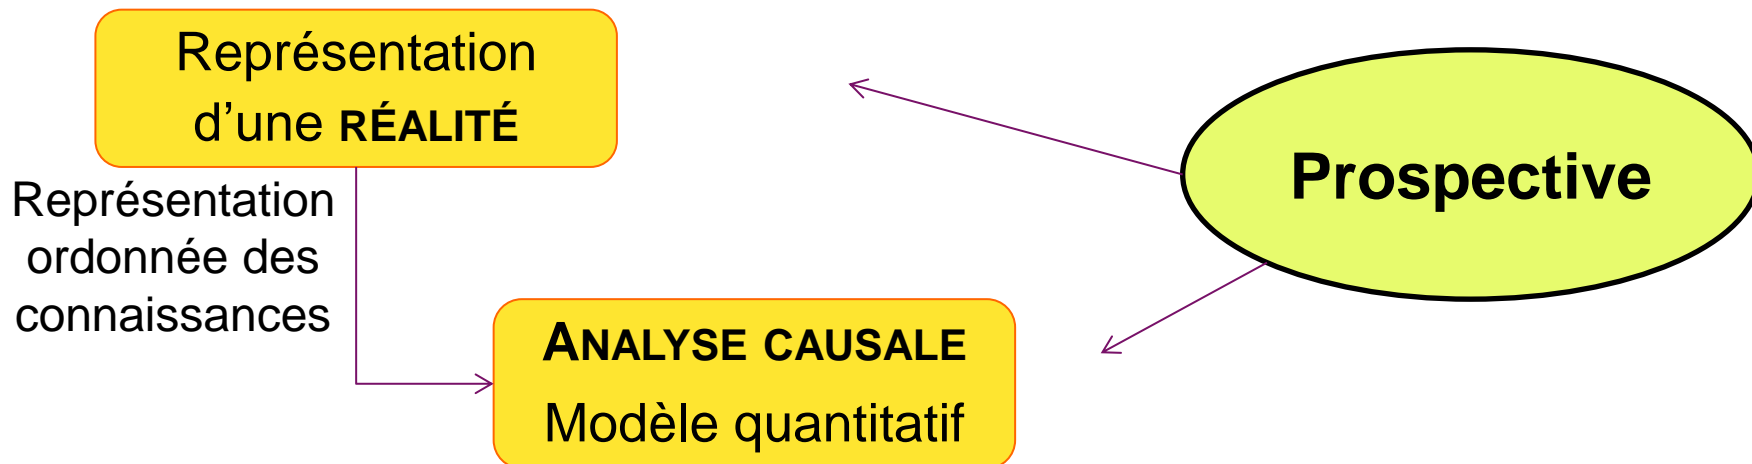 Représentation
d’une RÉALITÉ
Représentation
ordonnée des
connaissances
ANALYSE CAUSALE
Modèle quantitatif
Prospective